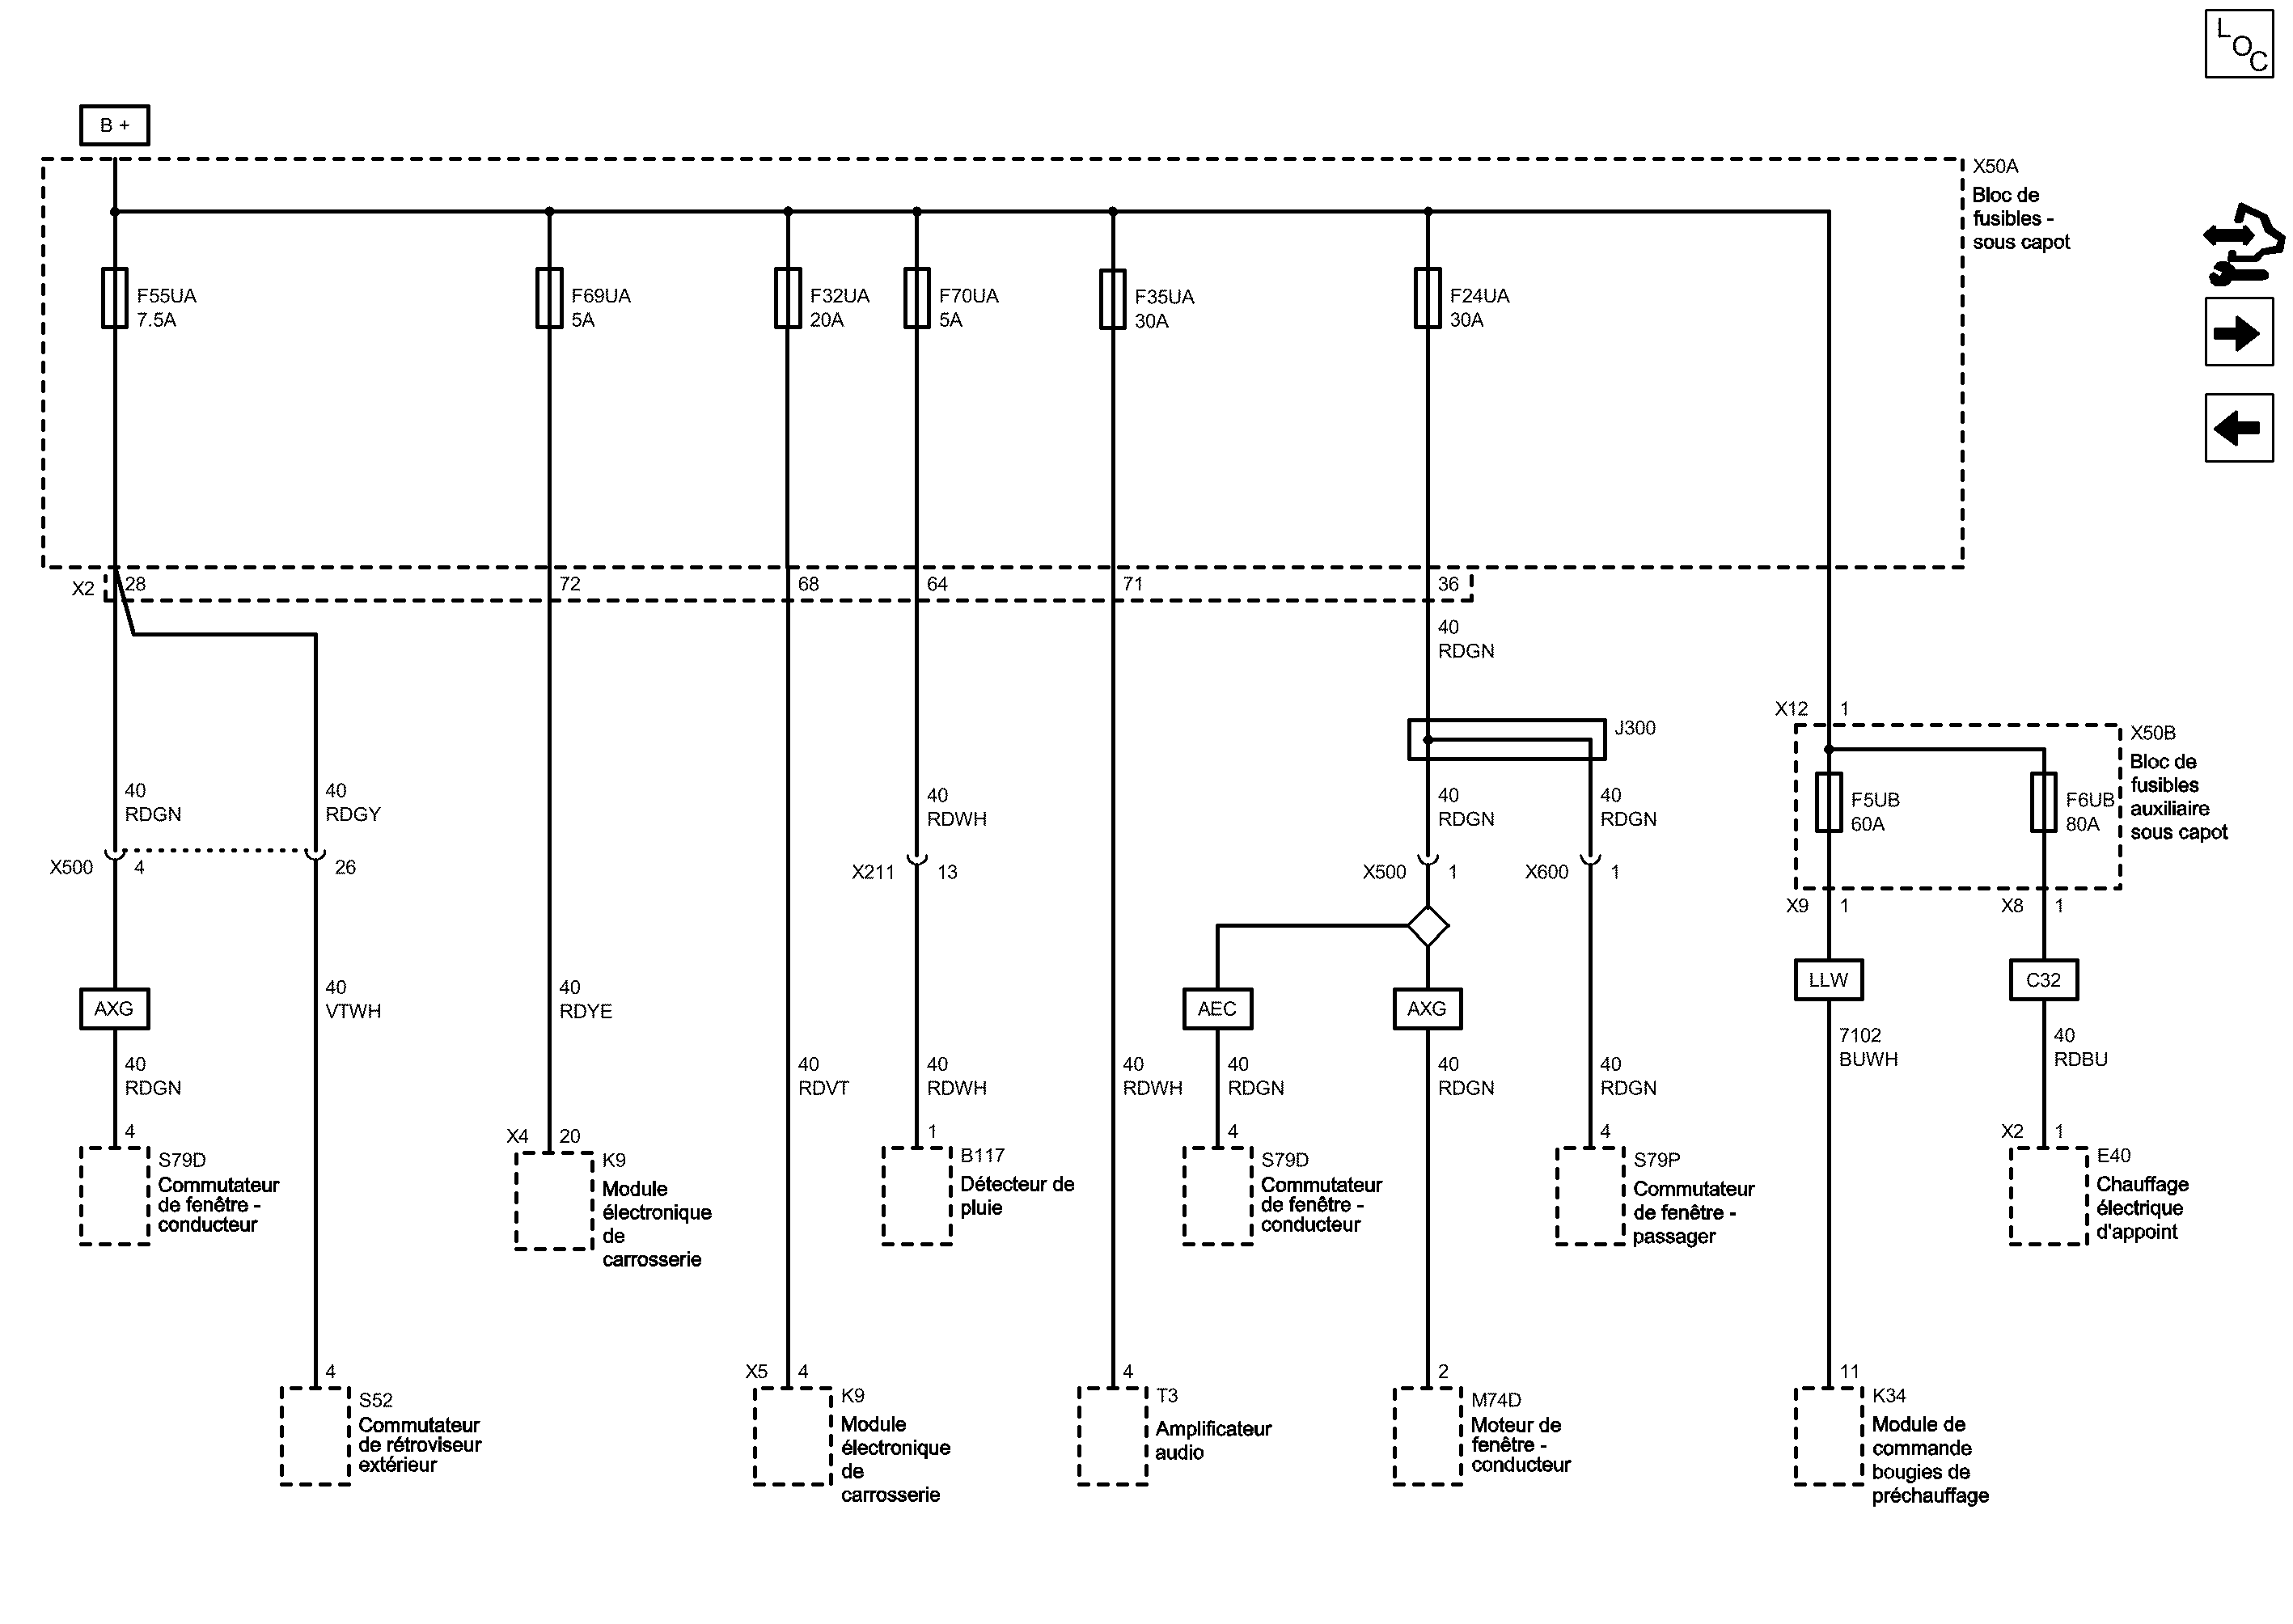 LOC
B +
X50A
Bloc de
fusibles -
sous capot
F55UA
7.5A
F69UA
5A
F32UA
20A
F70UA
5A
F35UA
30A
F24UA
30A
X2
28
72
68
64
71
36
40
RDGN
X12
1
J300
X50B
Bloc de
fusibles
auxiliaire
sous capot
40
RDGN
40
RDGY
40
RDWH
40
RDGN
40
RDGN
F5UB
60A
F6UB
80A
X500
4
26
X211
13
X500
1
X600
1
X9
1
X8
1
LLW
C32
AXG
40
VTWH
40
RDYE
AEC
AXG
7102
BUWH
40
RDBU
40
RDGN
40
RDVT
40
RDWH
40
RDWH
40
RDGN
40
RDGN
40
RDGN
4
X4
20
1
4
4
X2
1
S79D
Commutateur
de fenêtre -
conducteur
K9
Module
électronique
de
carrosserie
B117
Détecteur de
pluie
S79D
Commutateur
de fenêtre -
conducteur
S79P
Commutateur
de fenêtre -
passager
E40
Chauffage
électrique
d'appoint
4
X5
4
4
2
11
S52
Commutateur
de rétroviseur
extérieur
K9
Module
électronique
de
carrosserie
T3
Amplificateur
audio
M74D
Moteur de
fenêtre -
conducteur
K34
Module de
commande
bougies de
préchauffage